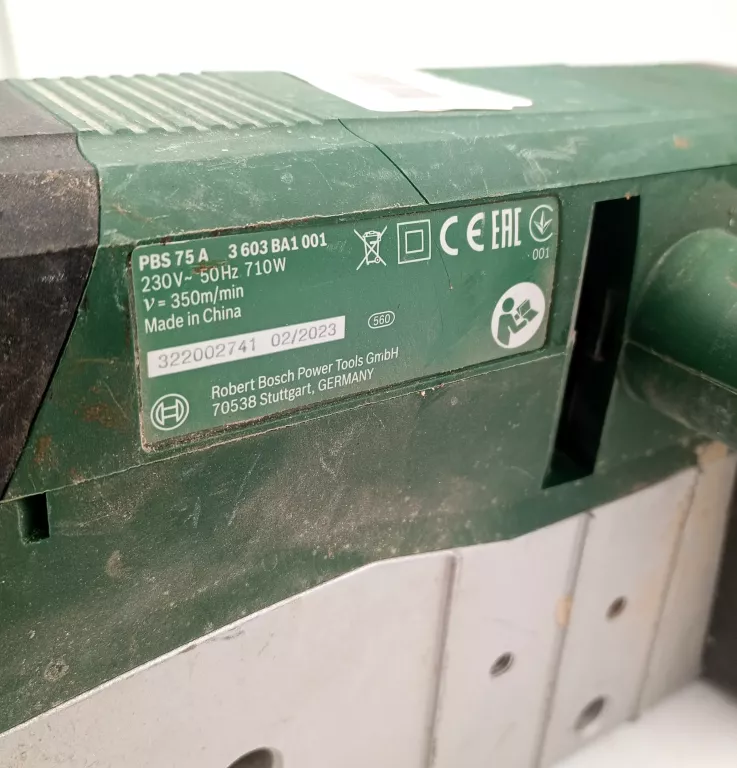 PBS 75 A 3 603 BA1 001
230V~ 50Hz 710W
ν = 350m/min
Made in China
322002741 02/2023
560
Robert Bosch Power Tools GmbH
70538 Stuttgart, GERMANY
CE EAC
001